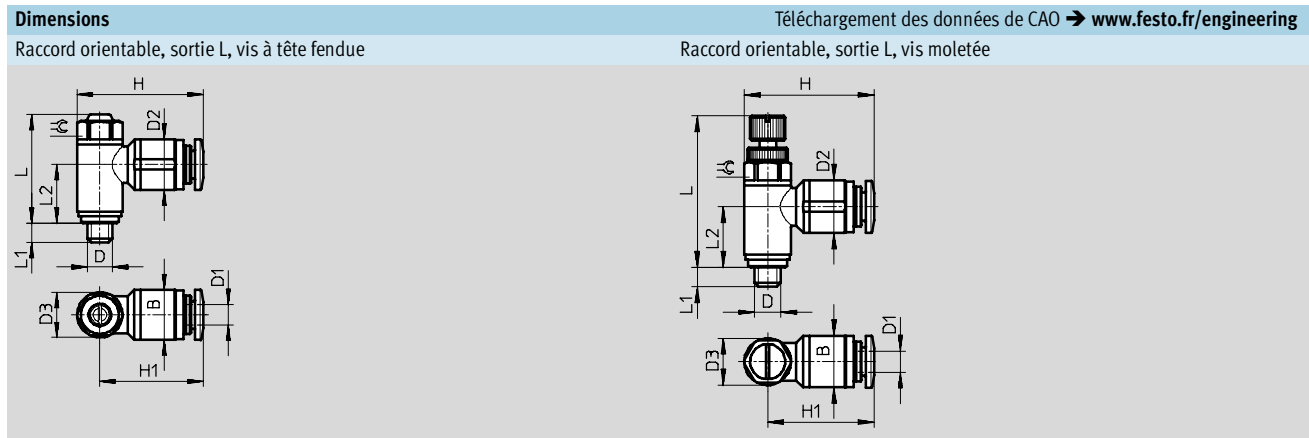 Dimensions
Téléchargement des données de CAO ➔ www.festo.fr/engineering
Raccord orientable, sortie L, vis à tête fendue
Raccord orientable, sortie L, vis moletée
H
D2
L
L2
L1
D
D3
B
D1
H1
H
D2
L
L2
L1
D
D3
B
D1
H1